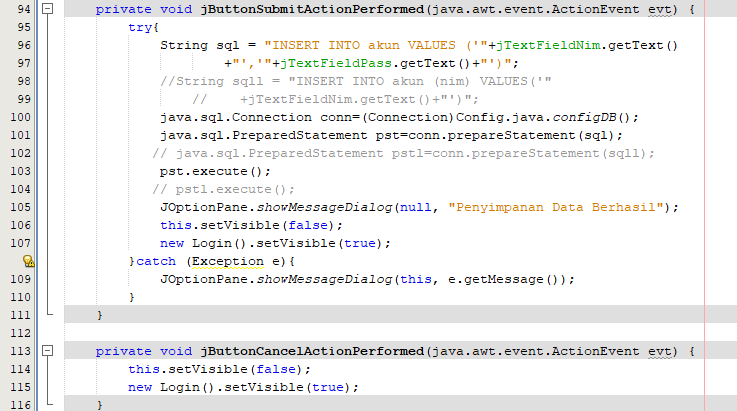 94 private void jButtonSubmitActionPerformed(java.awt.event.ActionEvent evt) {
95 try{
96 String sql = "INSERT INTO akun VALUES ('"+jTextFieldNim.getText()
97 +"','"+jTextFieldPass.getText()+"')";
98 //String sql1 = "INSERT INTO akun (nim) VALUES('"
99 // +jTextFieldNim.getText()+"')";
100 java.sql.Connection conn=(Connection)Config.java.configDB();
101 java.sql.PreparedStatement pst=conn.prepareStatement(sql);
102 // java.sql.PreparedStatement pst1=conn.prepareStatement(sql1);
103 pst.execute();
104 // pst1.execute();
105 JOptionPane.showMessageDialog(null, "Penyimpanan Data Berhasil");
106 this.setVisible(false);
107 new Login().setVisible(true);
}catch (Exception e){
109 JOptionPane.showMessageDialog(this, e.getMessage());
110 }
111 }
112
113 private void jButtonCancelActionPerformed(java.awt.event.ActionEvent evt) {
114 this.setVisible(false);
115 new Login().setVisible(true);
116 }